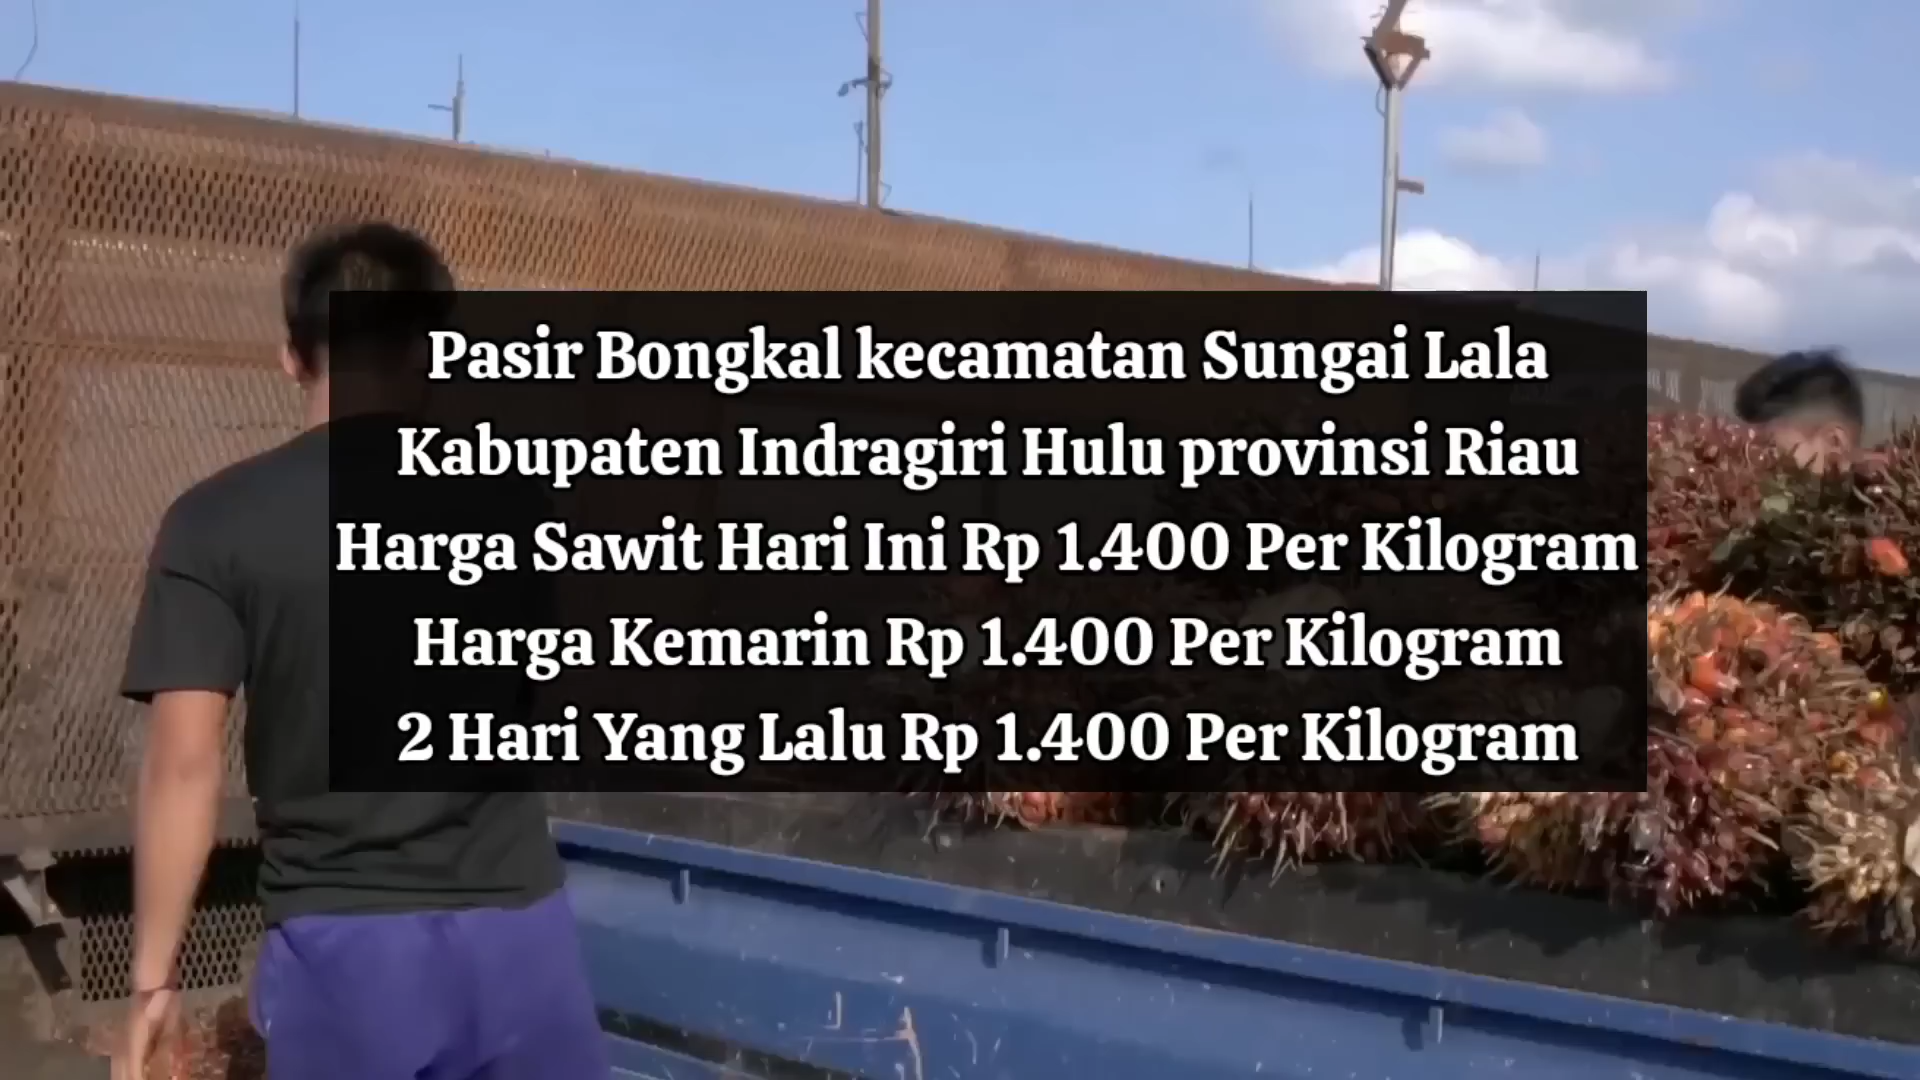 Pasir Bongkal kecamatan Sungai Lala
Kabupaten Indragiri Hulu provinsi Riau
Harga Sawit Hari Ini Rp 1.400 Per Kilogram
Harga Kemarin Rp 1.400 Per Kilogram
2 Hari Yang Lalu Rp 1.400 Per Kilogram